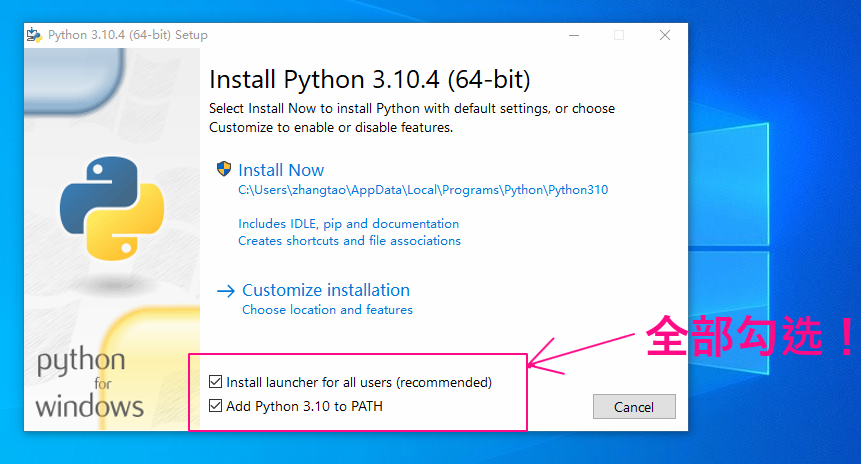 Python 3.10.4 (64-bit) Setup
Install Python 3.10.4 (64-bit)
Select Install Now to install Python with default settings, or choose
Customize to enable or disable features.
Install Now
C:\Users\zhangtao\AppData\Local\Programs\Python\Python310
Includes IDLE, pip and documentation
Creates shortcuts and file associations
Customize installation
Choose location and features
全部勾选！
python
for
windows
Install launcher for all users (recommended)
Add Python 3.10 to PATH
Cancel